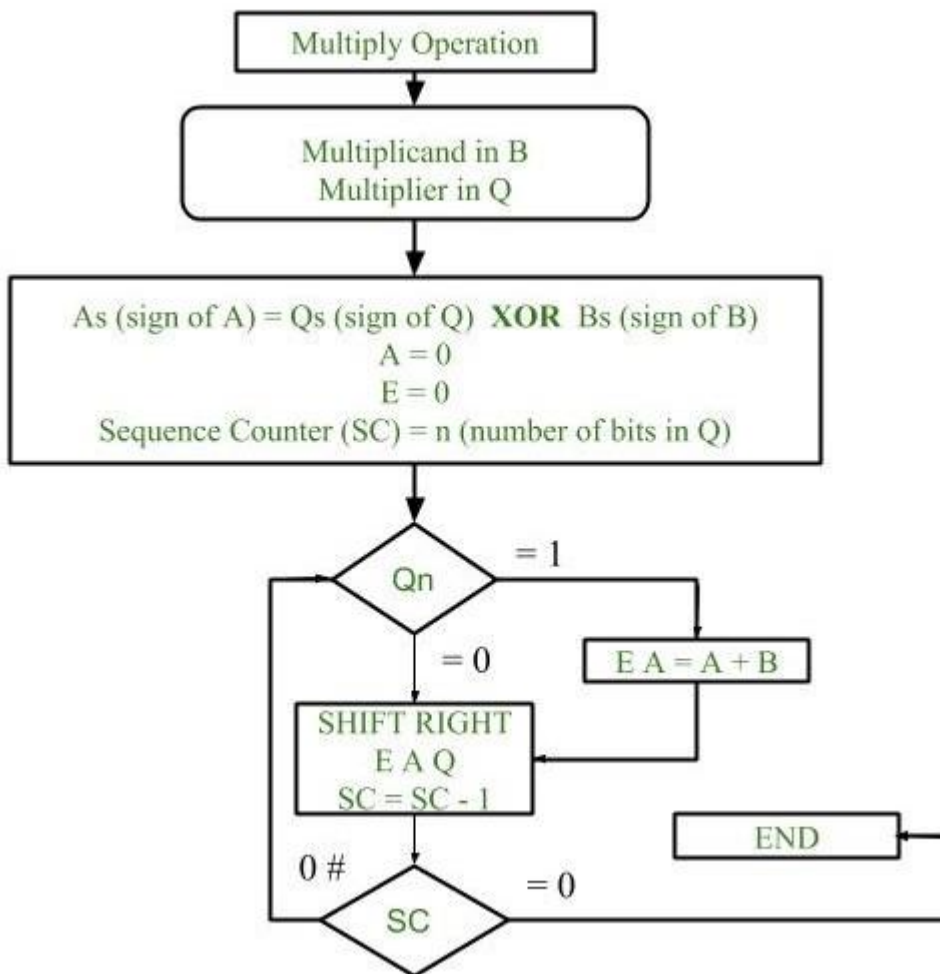 Multiply Operation
Multiplicand in B
Multiplier in Q
As (sign of A) = Qs (sign of Q) XOR Bs (sign of B)
A = 0
E = 0
Sequence Counter (SC) = n (number of bits in Q)
= 1
Qn
= 0
E A = A + B
SHIFT RIGHT
E A Q
SC = SC - 1
END
0 #
= 0
SC